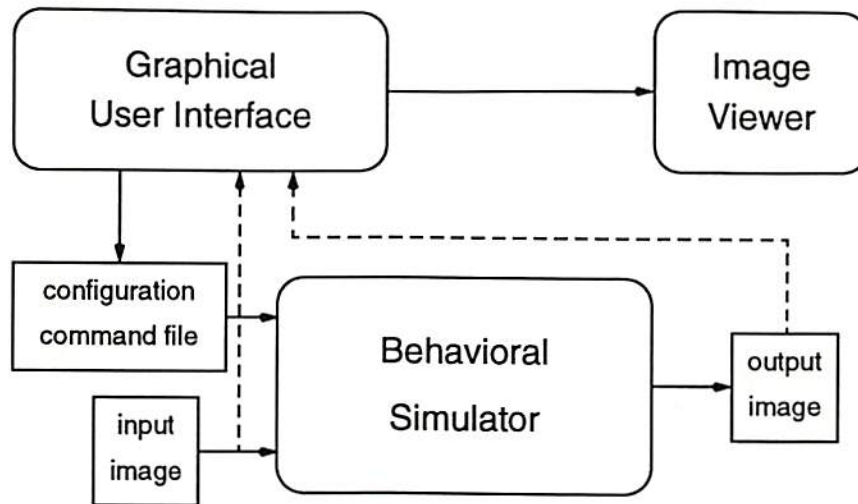 Graphical
User Interface
Image
Viewer
configuration
command file
Behavioral
Simulator
output
image
input
image